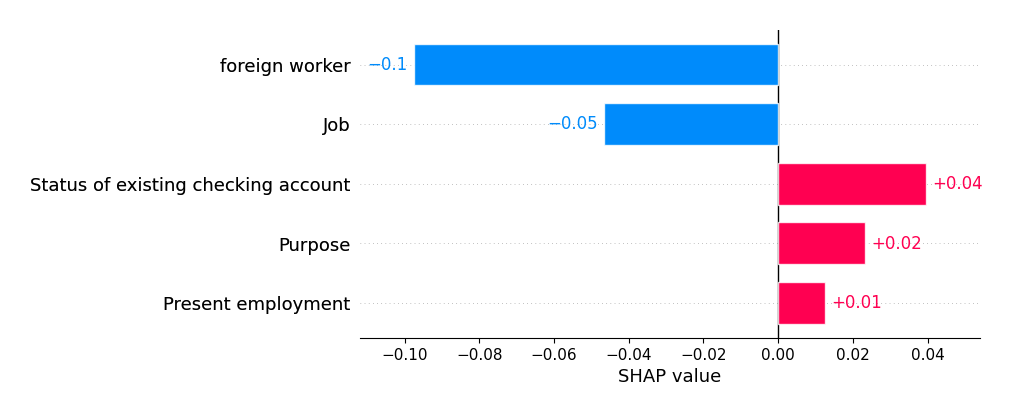 foreign worker
−0.1
Job
−0.05
Status of existing checking account
+0.04
Purpose
+0.02
Present employment
+0.01
−0.10 −0.08 −0.06 −0.04 −0.02 0.00 0.02 0.04
SHAP value